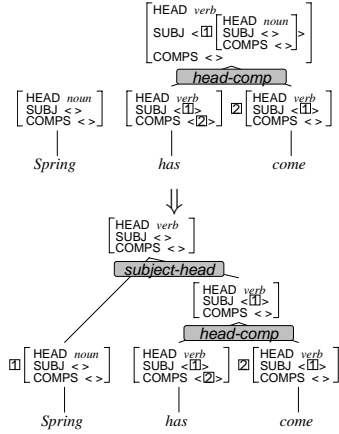 HEAD verb
HEAD noun
SUBJ < 1 SUBJ < > >
COMPS < >
COMPS < >
head-comp
HEAD noun HEAD verb HEAD verb
SUBJ < > SUBJ <1> 2 SUBJ <1>
COMPS < > COMPS <2> COMPS < >
Spring has come
⇓
HEAD verb
SUBJ < >
COMPS < >
subject-head
HEAD verb
SUBJ <1>
COMPS < >
head-comp
HEAD noun HEAD verb HEAD verb
1 SUBJ < > SUBJ <1> 2 SUBJ <1>
COMPS < > COMPS <2> COMPS < >
Spring has come